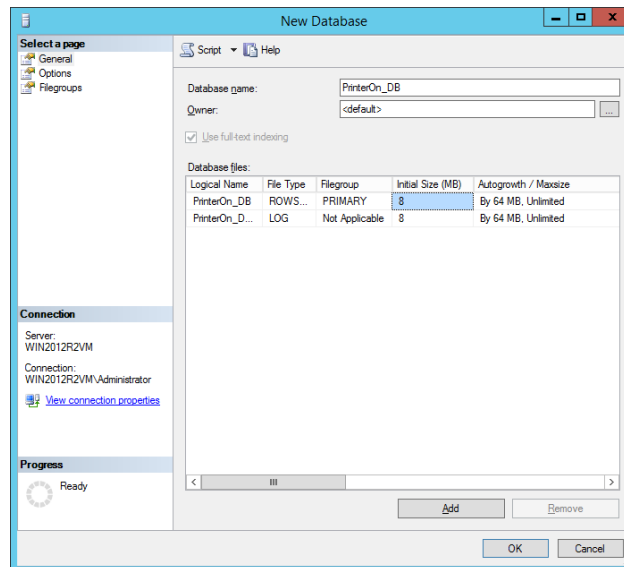 New Database
Select a page
General
Options
Filegroups
Script Help
Database name: PrinterOn_DB
Owner: <default> ...
Use full-text indexing
Database files:
Logical Name File Type Filegroup Initial Size (MB) Autogrowth / Maxsize
PrinterOn_DB ROWS... PRIMARY 8 By 64 MB, Unlimited
PrinterOn_D... LOG Not Applicable 8 By 64 MB, Unlimited
Connection
Server:
WIN2012R2VM
Connection:
WIN2012R2VM\Administrator
View connection properties
Progress
Ready
Add Remove
OK Cancel